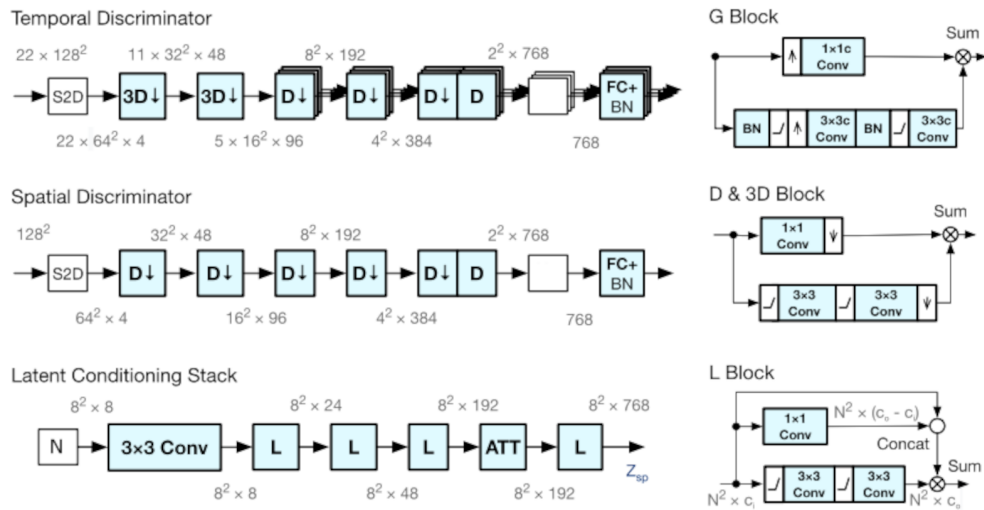 Temporal Discriminator
22 × 128² 11 × 32² × 48 8² × 192 2² × 768
S2D 3D↓ 3D↓ D↓ D↓ D↓ D FC+ BN
22 × 64² × 4 5 × 16² × 96 4² × 384 768
Spatial Discriminator
128² 32² × 48 8² × 192 2² × 768
S2D D↓ D↓ D↓ D↓ D↓ D FC+ BN
64² × 4 16² × 96 4² × 384 768
Latent Conditioning Stack
8² × 8 8² × 24 8² × 192 8² × 768
N 3×3 Conv L L L ATT L
Z_sp
8² × 8 8² × 48 8² × 192
G Block
Sum
1×1c
Conv
BN 3×3c Conv BN 3×3c Conv
D & 3D Block
Sum
1×1
Conv
3×3 Conv 3×3 Conv
L Block
1×1
Conv
N² × (cₒ - cᵢ)
Concat
Sum
3×3 Conv 3×3 Conv
N² × cᵢ N² × cₒ